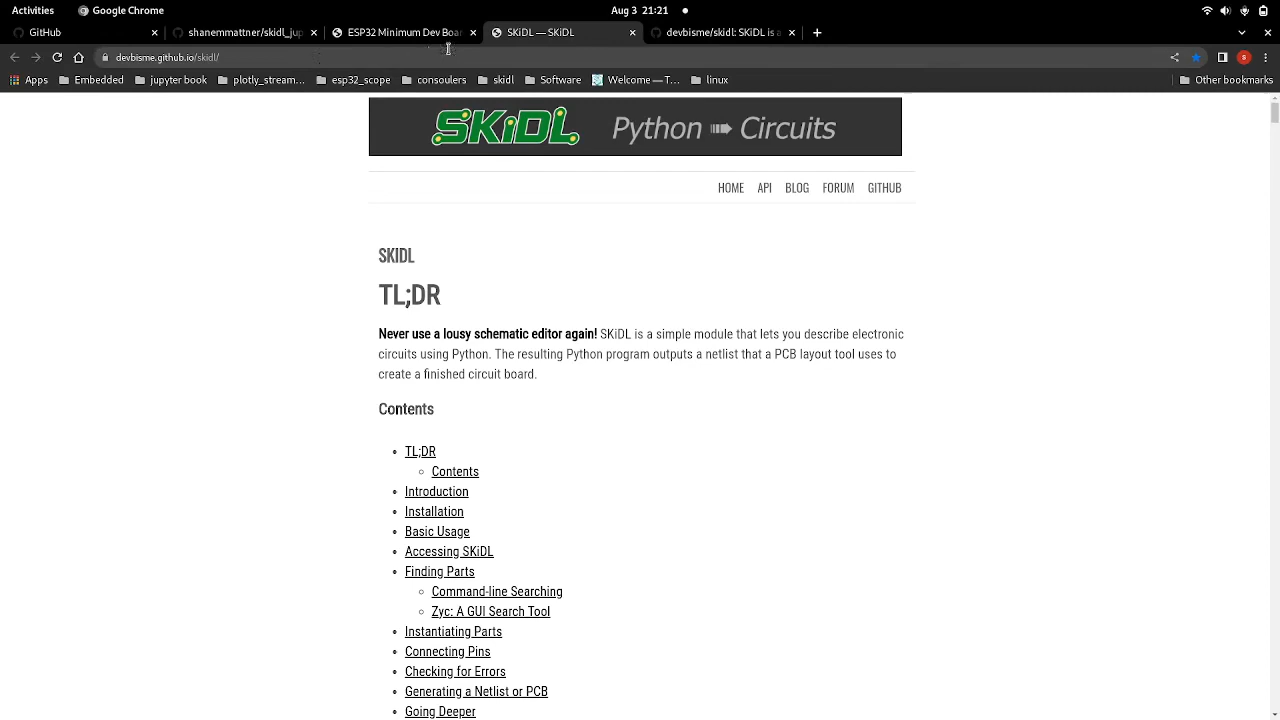 Activities
Google Chrome
Aug 3 21:21
GitHub
shanemattner/skidl_jup
ESP32 Minimum Dev Boar
SKiDL — SKiDL
devbisme/skidl: SKiDL is a
devbisme.github.io/skidl/
S
Apps
Embedded
jupyter book
plotly_stream...
esp32_scope
consoulers
skidl
Software
Welcome — T...
linux
Other bookmarks
SKiDL
Python ➠ Circuits
HOME
API
BLOG
FORUM
GITHUB
SKIDL
TL;DR
Never use a lousy schematic editor again! SKiDL is a simple module that lets you describe electronic
circuits using Python. The resulting Python program outputs a netlist that a PCB layout tool uses to
create a finished circuit board.
Contents
TL;DR
Contents
Introduction
Installation
Basic Usage
Accessing SKiDL
Finding Parts
Command-line Searching
Zyc: A GUI Search Tool
Instantiating Parts
Connecting Pins
Checking for Errors
Generating a Netlist or PCB
Going Deeper